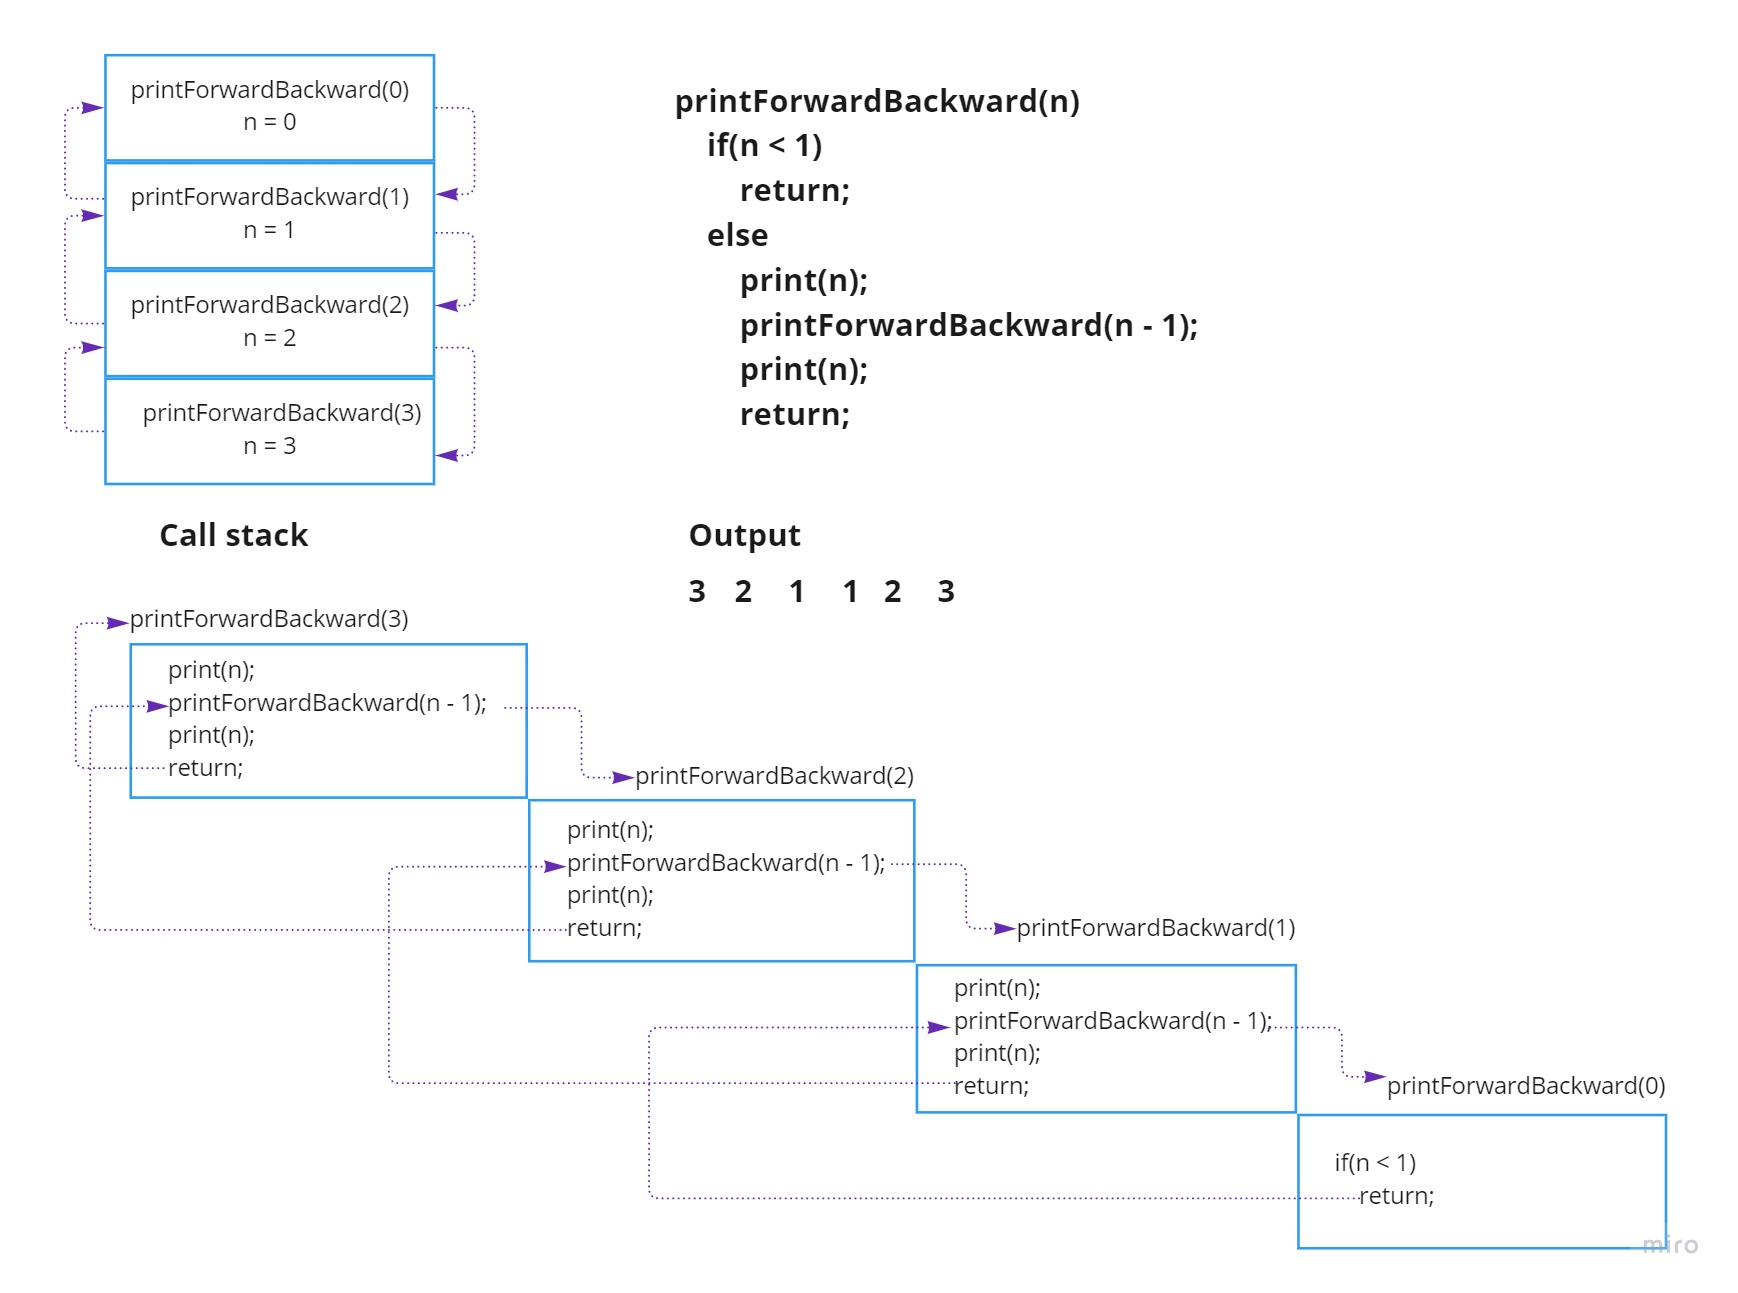 printForwardBackward(0)
n = 0
printForwardBackward(1)
n = 1
printForwardBackward(2)
n = 2
printForwardBackward(3)
n = 3
Call stack
printForwardBackward(n)
if(n < 1)
return;
else
print(n);
printForwardBackward(n - 1);
print(n);
return;
Output
3 2 1 1 2 3
printForwardBackward(3)
print(n);
printForwardBackward(n - 1);
print(n);
return;
printForwardBackward(2)
print(n);
printForwardBackward(n - 1);
print(n);
return;
printForwardBackward(1)
print(n);
printForwardBackward(n - 1);
print(n);
return;
printForwardBackward(0)
if(n < 1)
return;
miro